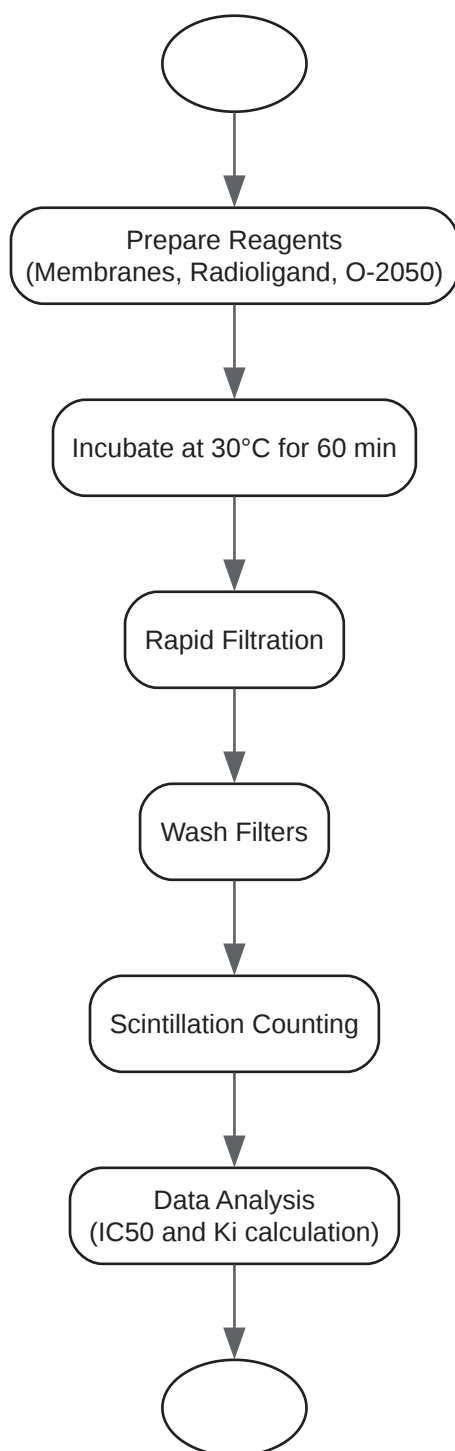 Prepare Reagents
(Membranes, Radioligand, O-2050)
Incubate at 30°C for 60 min
Rapid Filtration
Wash Filters
Scintillation Counting
Data Analysis
(IC50 and Ki calculation)